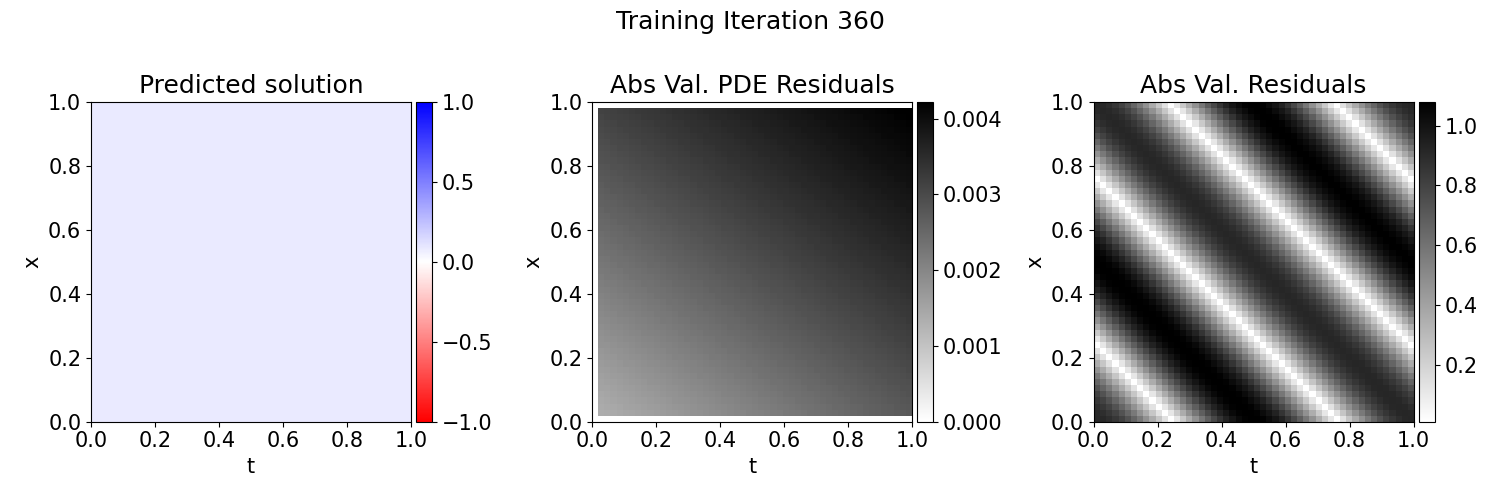 Training Iteration 360
Predicted solution
1.0
0.8
0.6
0.4
0.2
0.0
x
0.0 0.2 0.4 0.6 0.8 1.0
t
1.0
0.5
0.0
−0.5
−1.0
Abs Val. PDE Residuals
1.0
0.8
0.6
0.4
0.2
0.0
x
0.0 0.2 0.4 0.6 0.8 1.0
t
0.004
0.003
0.002
0.001
0.000
Abs Val. Residuals
1.0
0.8
0.6
0.4
0.2
0.0
x
0.0 0.2 0.4 0.6 0.8 1.0
t
1.0
0.8
0.6
0.4
0.2